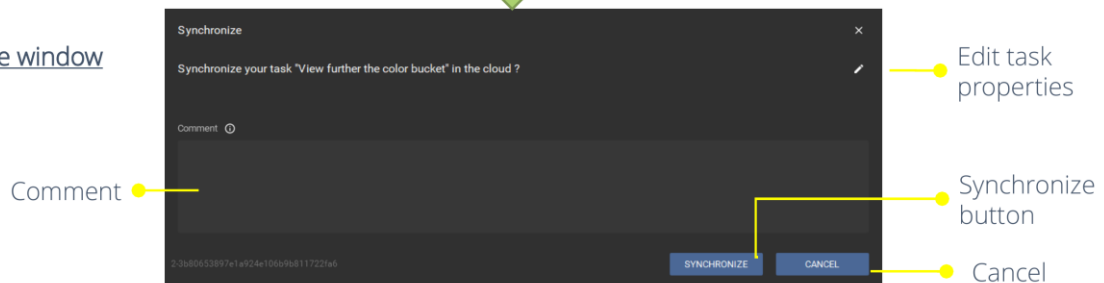 Synchronize
e window
Synchronize your task "View further the color bucket" in the cloud ?
Edit task
properties
Comment
Comment
Synchronize
button
2-3b80653897e1a924e106b9b811722fa6
SYNCHRONIZE
CANCEL
Cancel